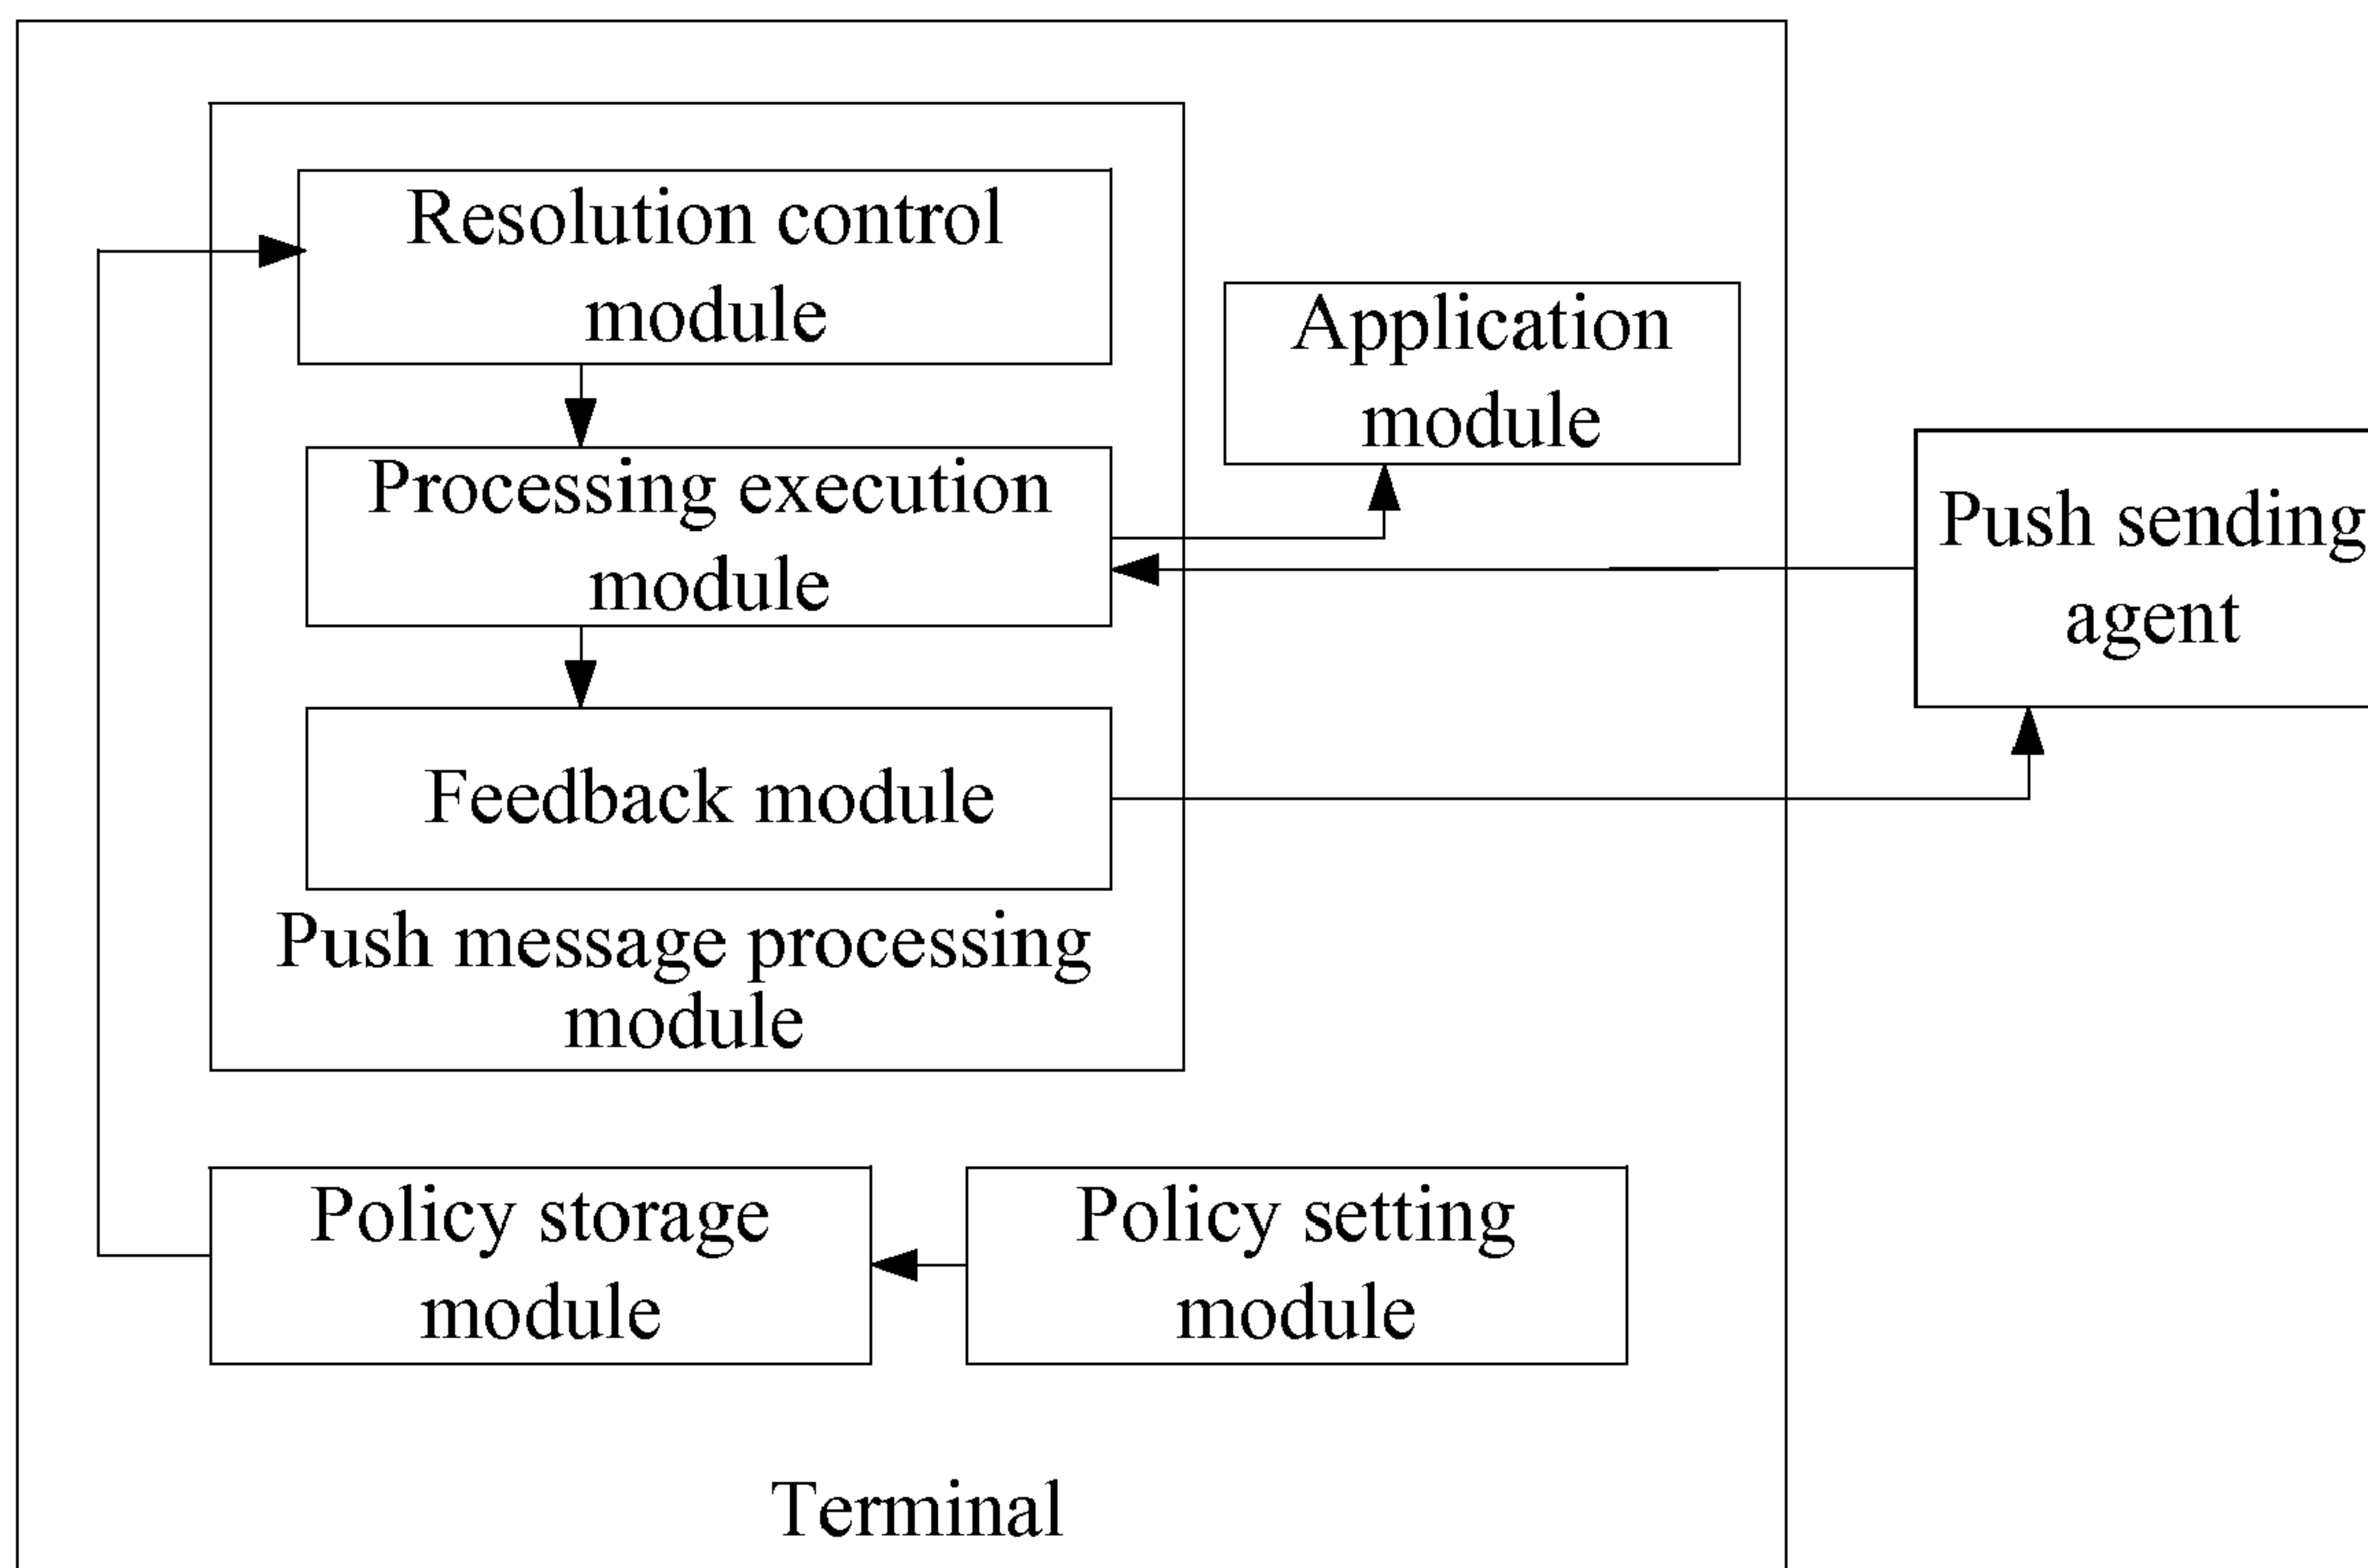 Resolution control
module
Application
module
Processing execution
module
Push sending
agent
Feedback module
Push message processing
module
Policy storage
module
Policy setting
module
Terminal